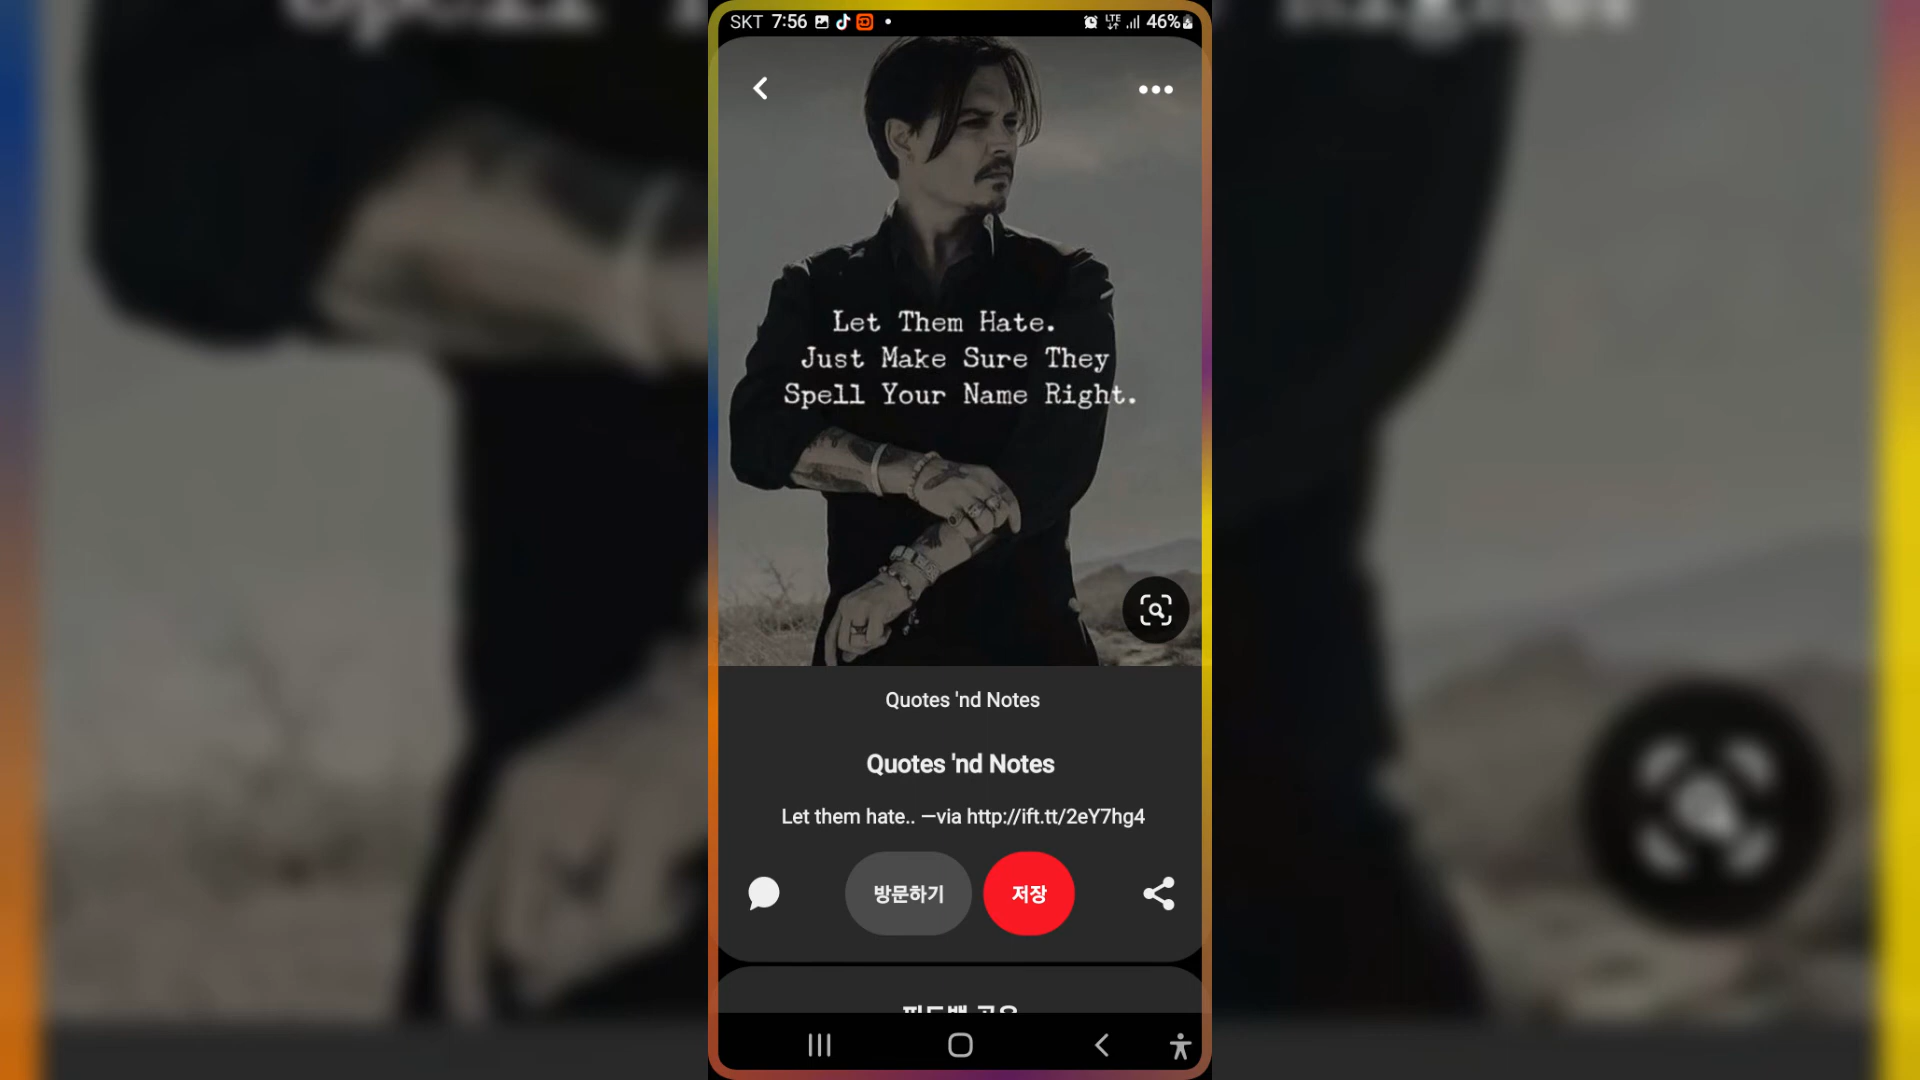 SKT 7:56
LTE 46%
Let Them Hate.
Just Make Sure They
Spell Your Name Right.
Quotes 'nd Notes
Quotes 'nd Notes
Let them hate.. —via http://ift.tt/2eY7hg4
방문하기 저장